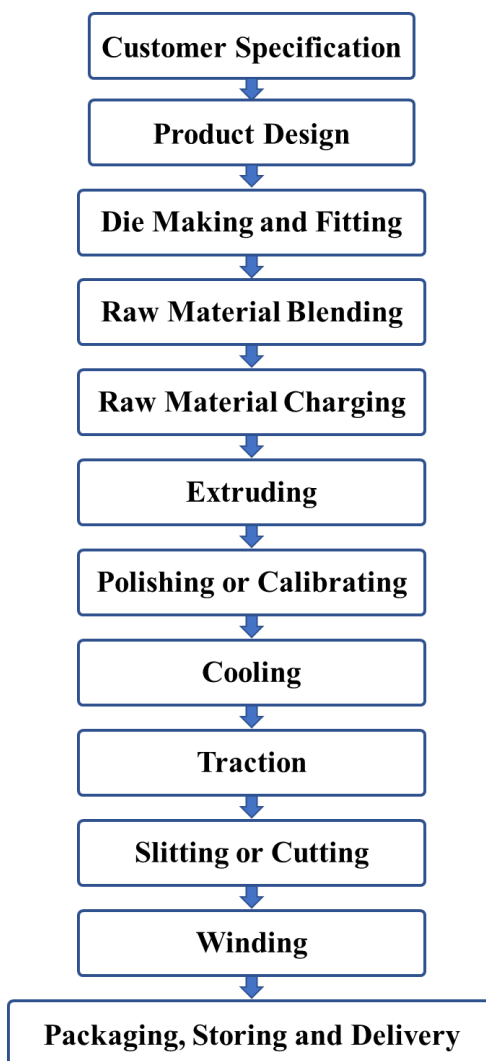 Customer Specification
Product Design
Die Making and Fitting
Raw Material Blending
Raw Material Charging
Extruding
Polishing or Calibrating
Cooling
Traction
Slitting or Cutting
Winding
Packaging, Storing and Delivery